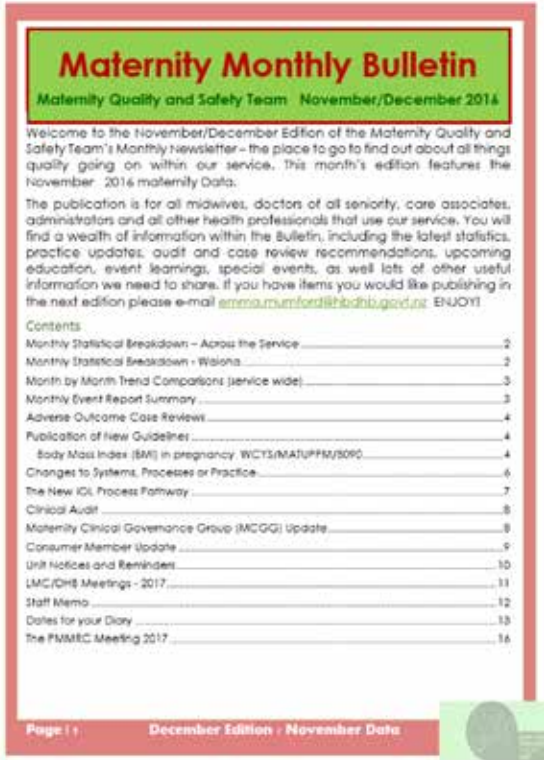 Maternity Monthly Bulletin
Maternity Quality and Safety Team November/December 2016
Welcome to the November/December Edition of the Maternity Quality and
Safety Team's Monthly Newsletter – the place to go to find out about all things
quality going on within our service. This month's edition features the
November 2016 maternity Data.
The publication is for all midwives, doctors of all seniority, care associates,
administrators and all other health professionals that use our service. You will
find a wealth of information within the Bulletin, including the latest statistics,
practice updates, audit and case review recommendations, upcoming
education, event learnings, special events, as well lots of other useful
information we need to share. If you have items you would like publishing in
the next edition please e-mail emma.mumford@hbdhb.govt.nz ENJOY!
Contents
Monthly Statistical Breakdown – Across the Service 2
Monthly Statistical Breakdown - Waioha 2
Month by Month Trend Comparisons (service wide) 3
Monthly Event Report Summary 3
Adverse Outcome Case Reviews 4
Publication of New Guidelines 4
Body Mass Index (BMI) in pregnancy WCYS/MATUPPM/8090 4
Changes to Systems, Processes or Practice 6
The New IOL Process Pathway 7
Clinical Audit 8
Maternity Clinical Governance Group (MCGG) Update 8
Consumer Member Update 9
Unit Notices and Reminders 10
LMC/DHB Meetings - 2017 11
Staff Memo 12
Dates for your Diary 13
The PMMRC Meeting 2017 16
Page | 1 December Edition : November Data